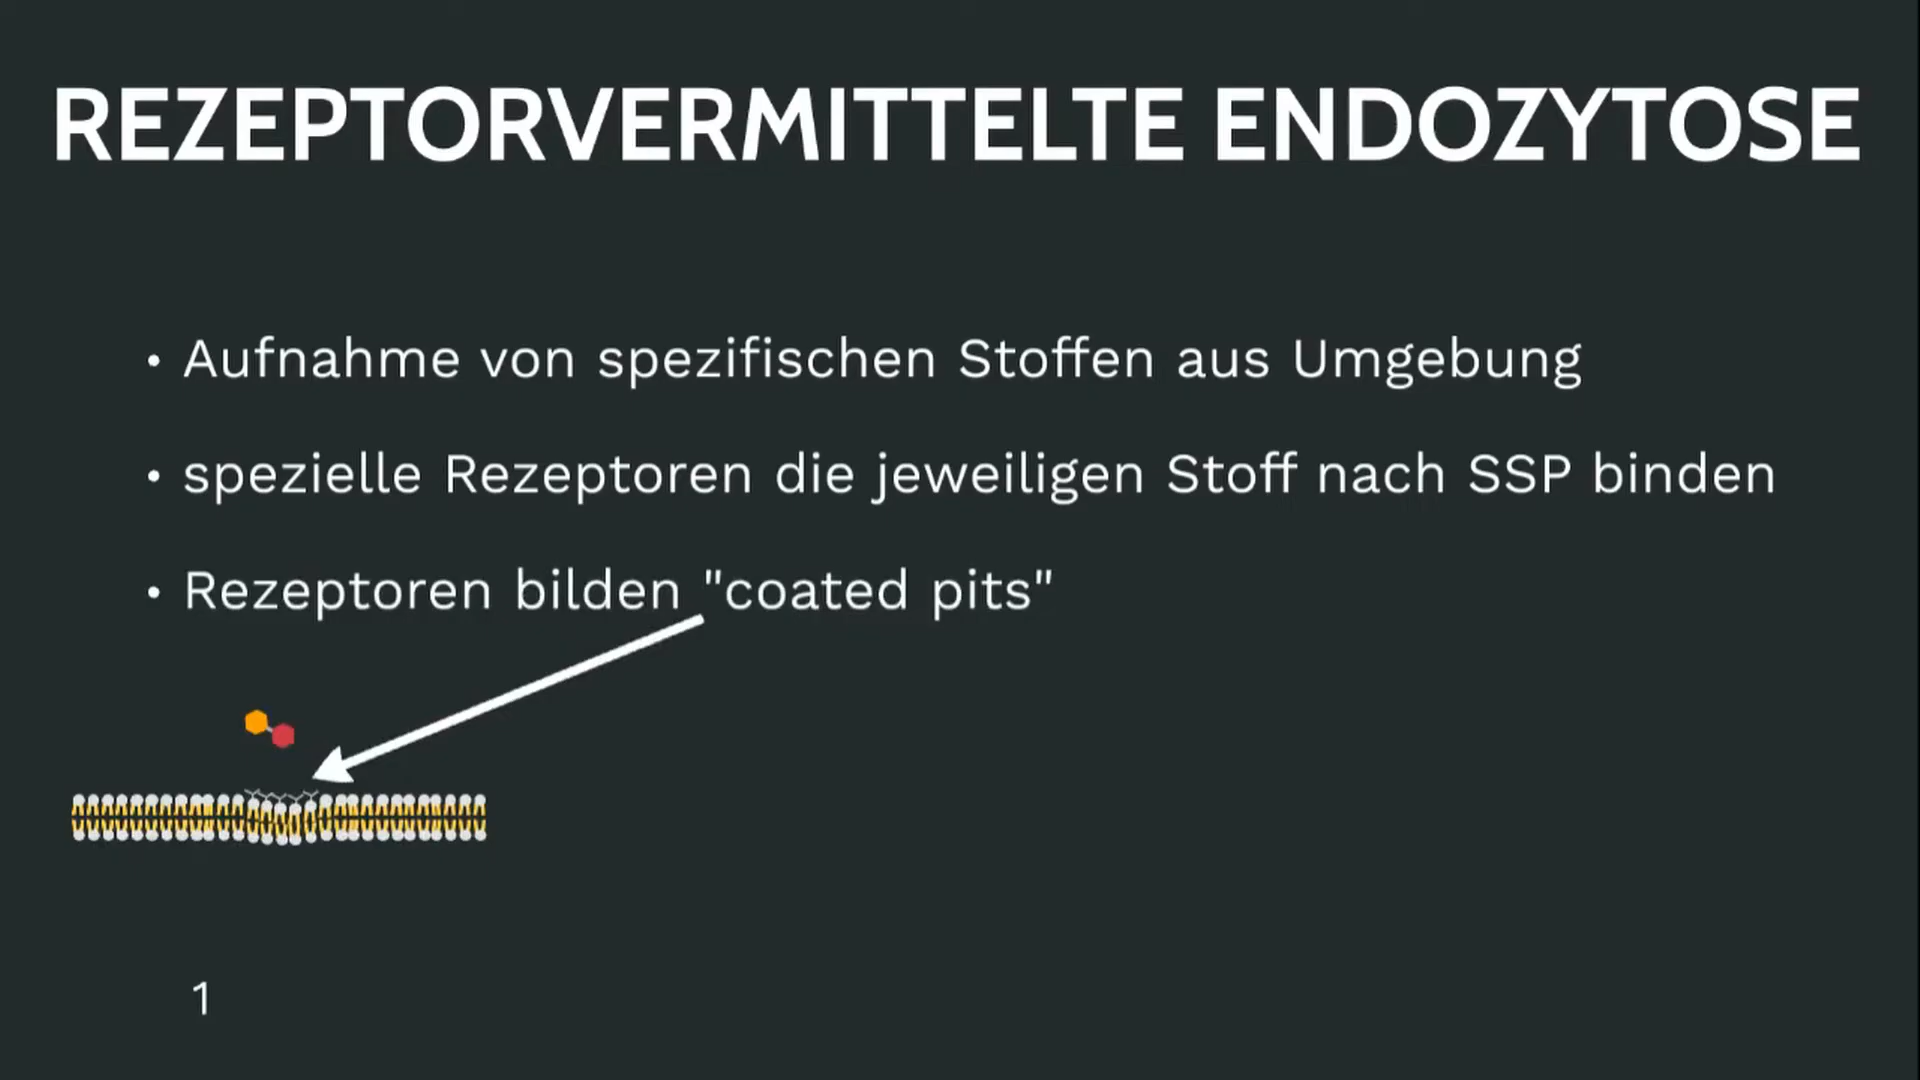 REZEPTORVERMITTELTE ENDOZYTOSE
• Aufnahme von spezifischen Stoffen aus Umgebung
• spezielle Rezeptoren die jeweiligen Stoff nach SSP binden
• Rezeptoren bilden "coated pits"
1